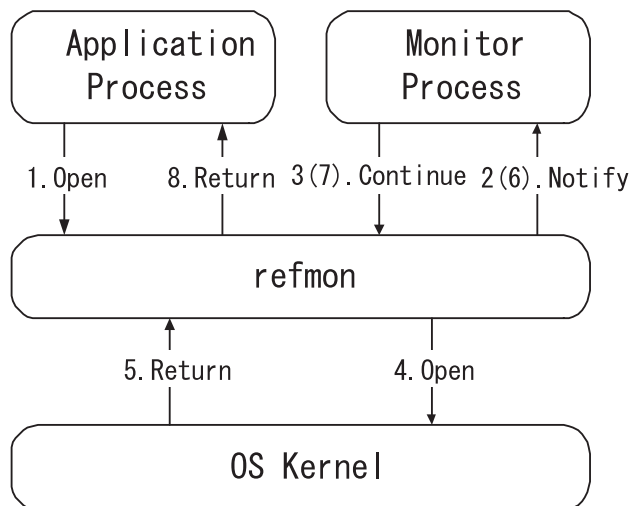 Application
Process
Monitor
Process
1.Open
8.Return
3(7).Continue
2(6).Notify
refmon
5.Return
4.Open
OS Kernel